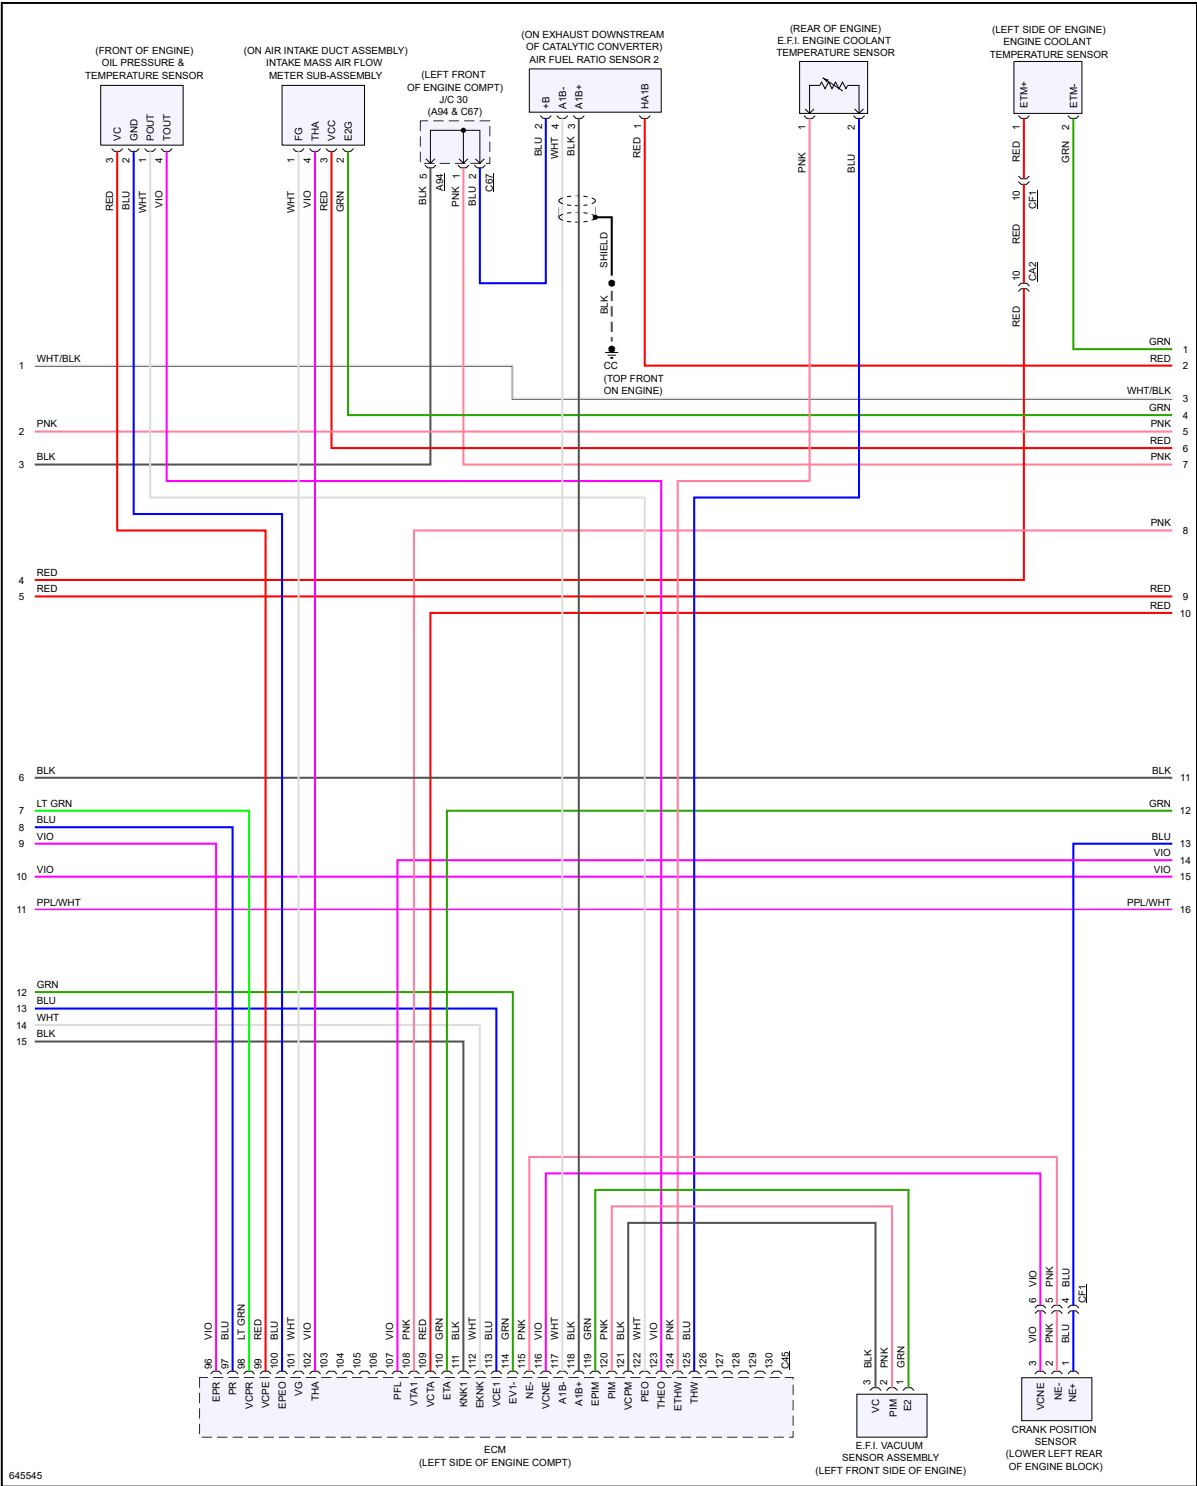 (FRONT OF ENGINE)
OIL PRESSURE &
TEMPERATURE SENSOR
VC
GND
POUT
TOUT
3
2
1
4
RED
BLU
WHT
VIO
(ON AIR INTAKE DUCT ASSEMBLY)
INTAKE MASS AIR FLOW
METER SUB-ASSEMBLY
FG
THA
VCC
E2G
1
4
3
2
WHT
VIO
RED
GRN
(LEFT FRONT
OF ENGINE COMPT)
J/C 30
(A94 & C67)
5
A94
1
2
C67
BLK
PNK
BLU
(ON EXHAUST DOWNSTREAM
OF CATALYTIC CONVERTER)
AIR FUEL RATIO SENSOR 2
+B
A1B-
A1B+
HA1B
2
4
3
1
BLU
WHT
BLK
RED
SHIELD
BLK
CC
(TOP FRONT
ON ENGINE)
(REAR OF ENGINE)
E.F.I. ENGINE COOLANT
TEMPERATURE SENSOR
1
2
PNK
BLU
(LEFT SIDE OF ENGINE)
ENGINE COOLANT
TEMPERATURE SENSOR
ETM+
ETM-
1
2
RED
GRN
10
CF1
RED
10
CA2
RED
1 WHT/BLK
2 PNK
3 BLK
4 RED
5 RED
6 BLK
7 LT GRN
8 BLU
9 VIO
10 VIO
11 PPL/WHT
12 GRN
13 BLU
14 WHT
15 BLK
GRN 1
RED 2
WHT/BLK 3
GRN 4
PNK 5
RED 6
PNK 7
PNK 8
RED 9
RED 10
BLK 11
GRN 12
BLU 13
VIO 14
VIO 15
PPL/WHT 16
VIO 96 EPR
BLU 97 PR
LT GRN 98 VCPR
RED 99 VCPE
BLU 100 EPEO
WHT 101 VG
VIO 102 THA
103
104
105
106
VIO 107 PFL
PNK 108 VTA1
RED 109 VCTA
GRN 110 ETA
BLK 111 KNK1
WHT 112 EKNK
BLU 113 VCE1
GRN 114 EV1-
PNK 115 NE-
VIO 116 VCNE
WHT 117 A1B-
BLK 118 A1B+
GRN 119 EPIM
PNK 120 PIM
BLK 121 VCPM
WHT 122 PEO
VIO 123 THEO
PNK 124 ETHW
BLU 125 THW
126
127
128
129
130
C45
ECM
(LEFT SIDE OF ENGINE COMPT)
BLK
PNK
GRN
3
2
1
VC
PIM
E2
E.F.I. VACUUM
SENSOR ASSEMBLY
(LEFT FRONT SIDE OF ENGINE)
VIO
PNK
BLU
6
5
4
CF1
VIO
PNK
BLU
3
2
1
VCNE
NE-
NE+
CRANK POSITION
SENSOR
(LOWER LEFT REAR
OF ENGINE BLOCK)
645545